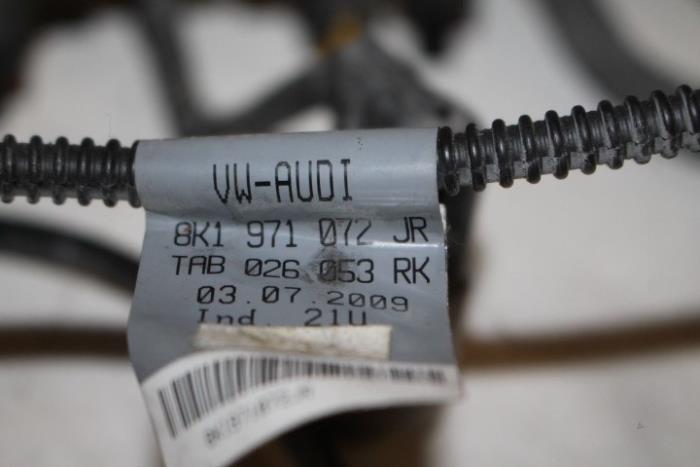 VW-AUDI
8K1 971 072 JR
TAB 026 053 RK
03.07.2009
Ind. 21U